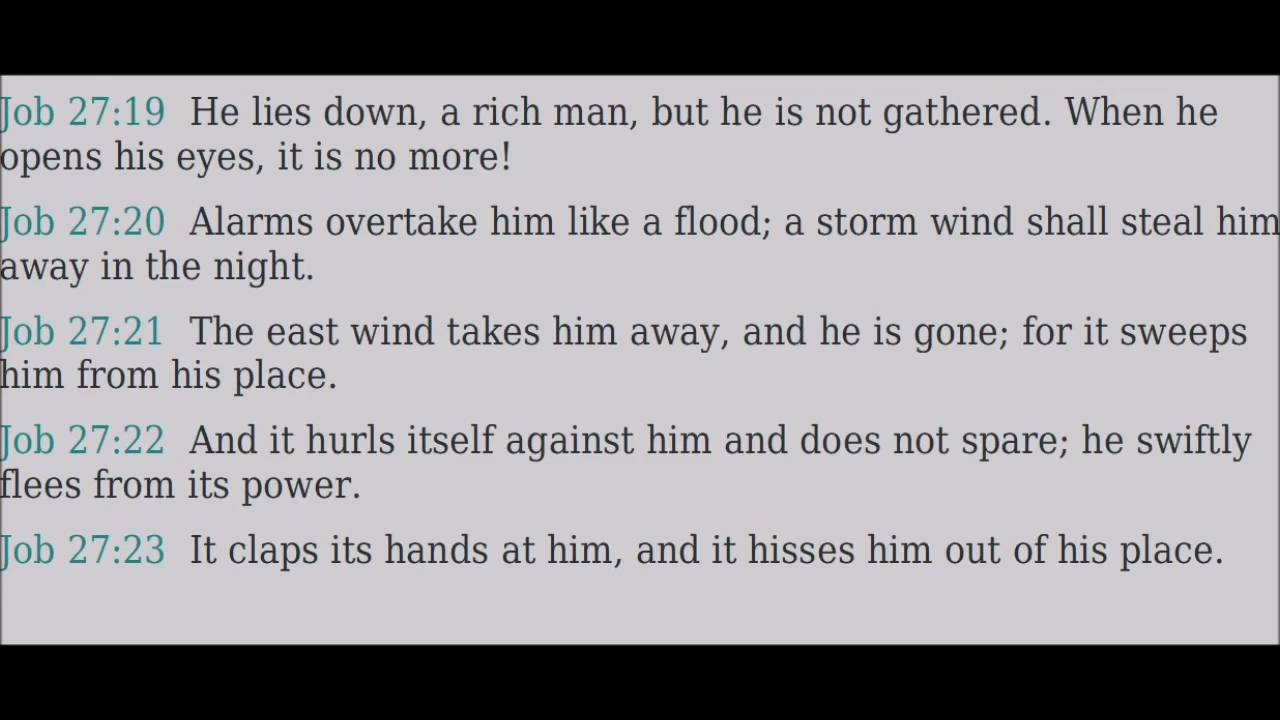 Job 27:19 He lies down, a rich man, but he is not gathered. When he
opens his eyes, it is no more!
Job 27:20 Alarms overtake him like a flood; a storm wind shall steal him
away in the night.
Job 27:21 The east wind takes him away, and he is gone; for it sweeps
him from his place.
Job 27:22 And it hurls itself against him and does not spare; he swiftly
flees from its power.
Job 27:23 It claps its hands at him, and it hisses him out of his place.